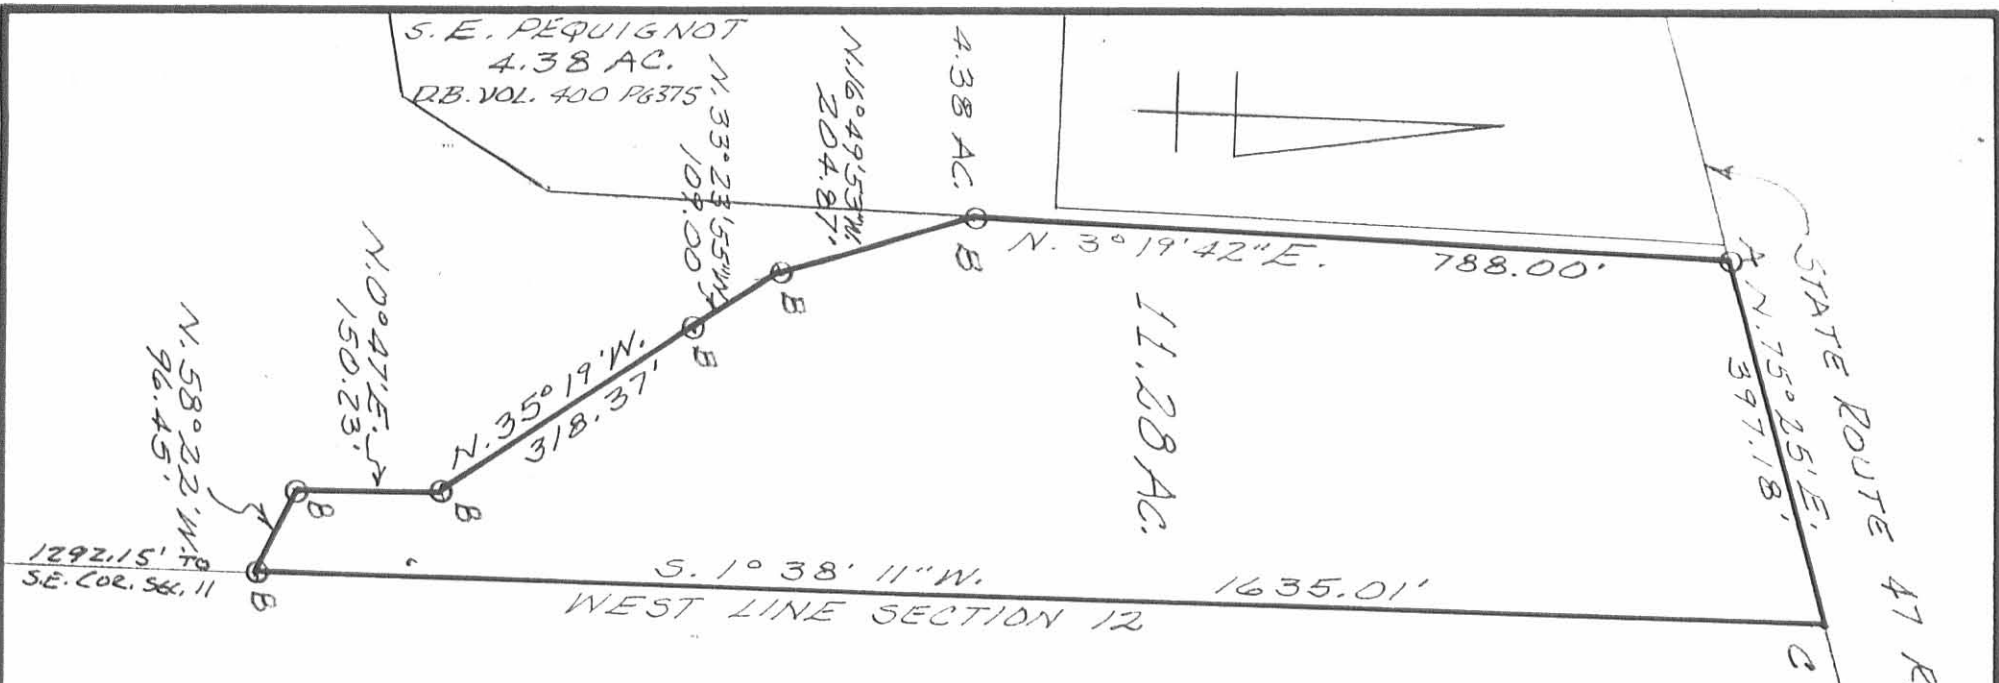 S. E. PEQUIGNOT
4.38 AC.
D.B. VOL. 400 PG375
N. 33° 23' 55" W.
109.00'
N. 16° 49' 53" W.
204.87'
4.38 AC.
N. 3° 19' 42" E.
788.00'
A
N. 75° 25' E.
397.18'
STATE ROUTE 47 R
B
B
B
11.28 AC.
N. 35° 19' W.
318.37'
N. 0° 47' E.
150.23'
N. 58° 22' W.
96.45'
B
B
B
1292.15' TO
S.E. COR. SEC. 11
S. 1° 38' 11" W.
1635.01'
WEST LINE SECTION 12
C